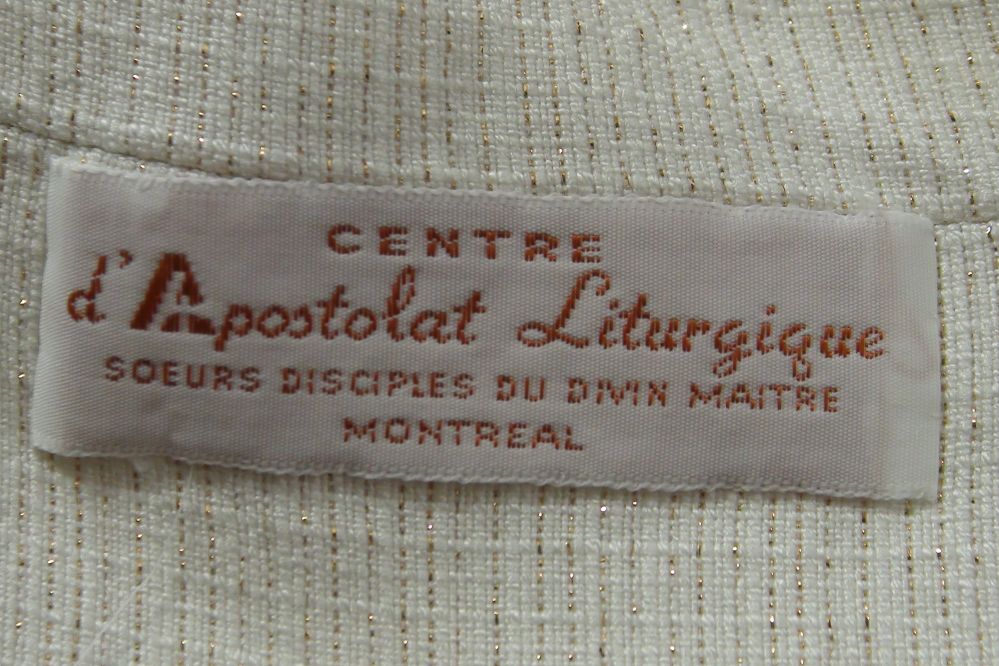 CENTRE
d'Apostolat Liturgique
SOEURS DISCIPLES DU DIVIN MAITRE
MONTREAL